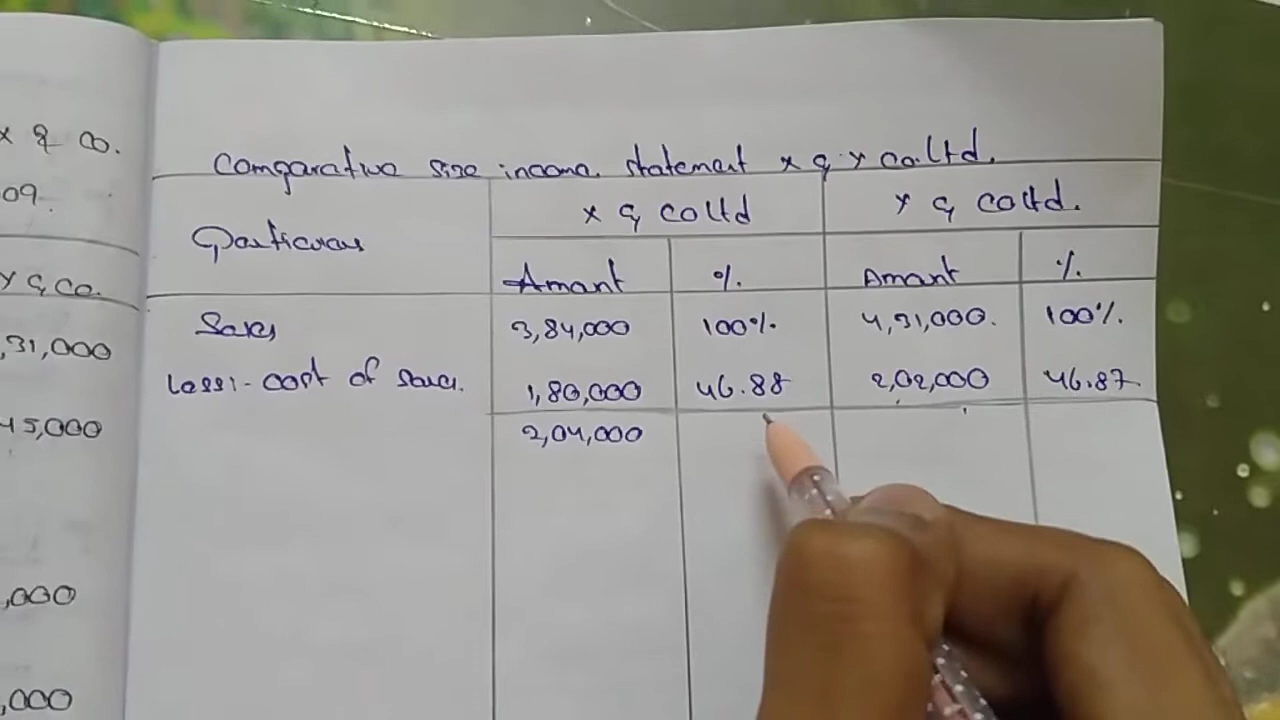 x & co.
09.
Y & Co.
,31,000
45,000
,000
,000
Comparative size income. statement x & y co.Ltd.
Particulars
x & co Ltd
y & co Ltd.
Amant
%.
Amant
%.
Sales
3,84,000
100%.
4,31,000.
100%.
Less:- cost of sales.
1,80,000
46.88
2,02,000
46.87
2,04,000